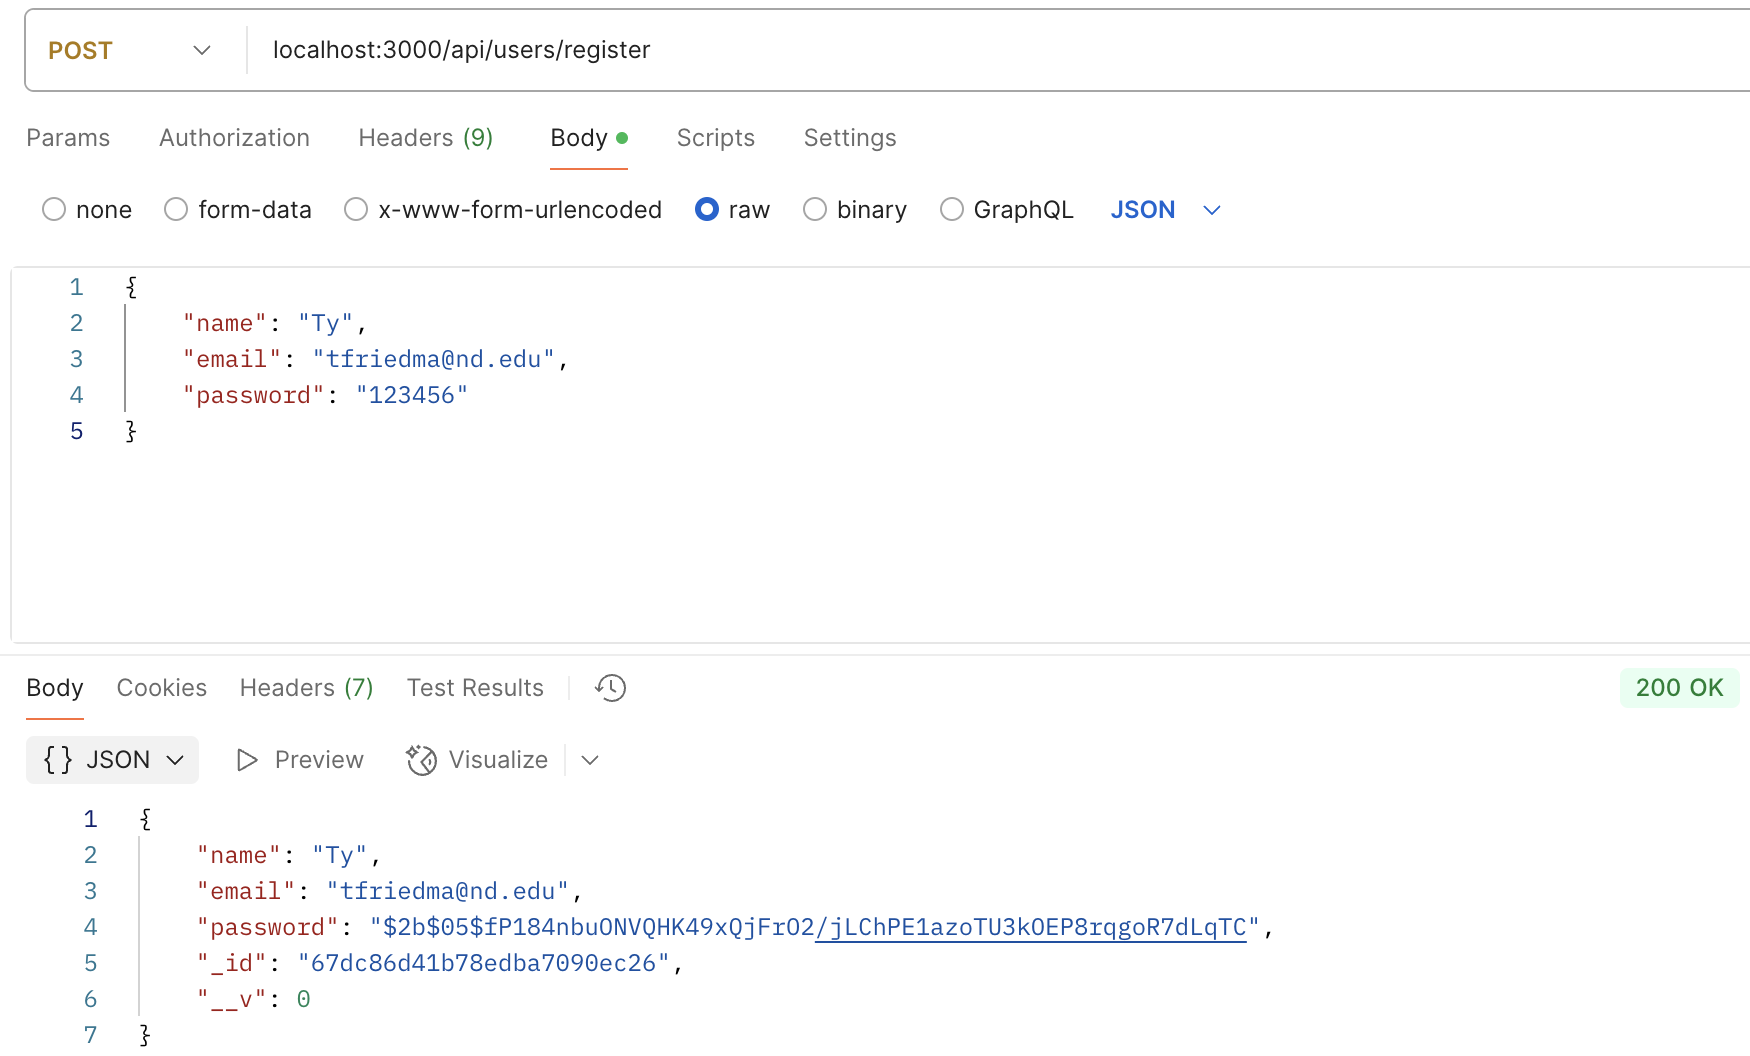 POST localhost:3000/api/users/register
Params Authorization Headers (9) Body Scripts Settings
none form-data x-www-form-urlencoded raw binary GraphQL JSON
1 {
2 "name": "Ty",
3 "email": "tfriedma@nd.edu",
4 "password": "123456"
5 }
Body Cookies Headers (7) Test Results 200 OK
{} JSON Preview Visualize
1 {
2 "name": "Ty",
3 "email": "tfriedma@nd.edu",
4 "password": "$2b$05$fP184nbuONVQHK49xQjFrO2/jLChPE1azoTU3kOEP8rqgoR7dLqTC",
5 "_id": "67dc86d41b78edba7090ec26",
6 "__v": 0
7 }